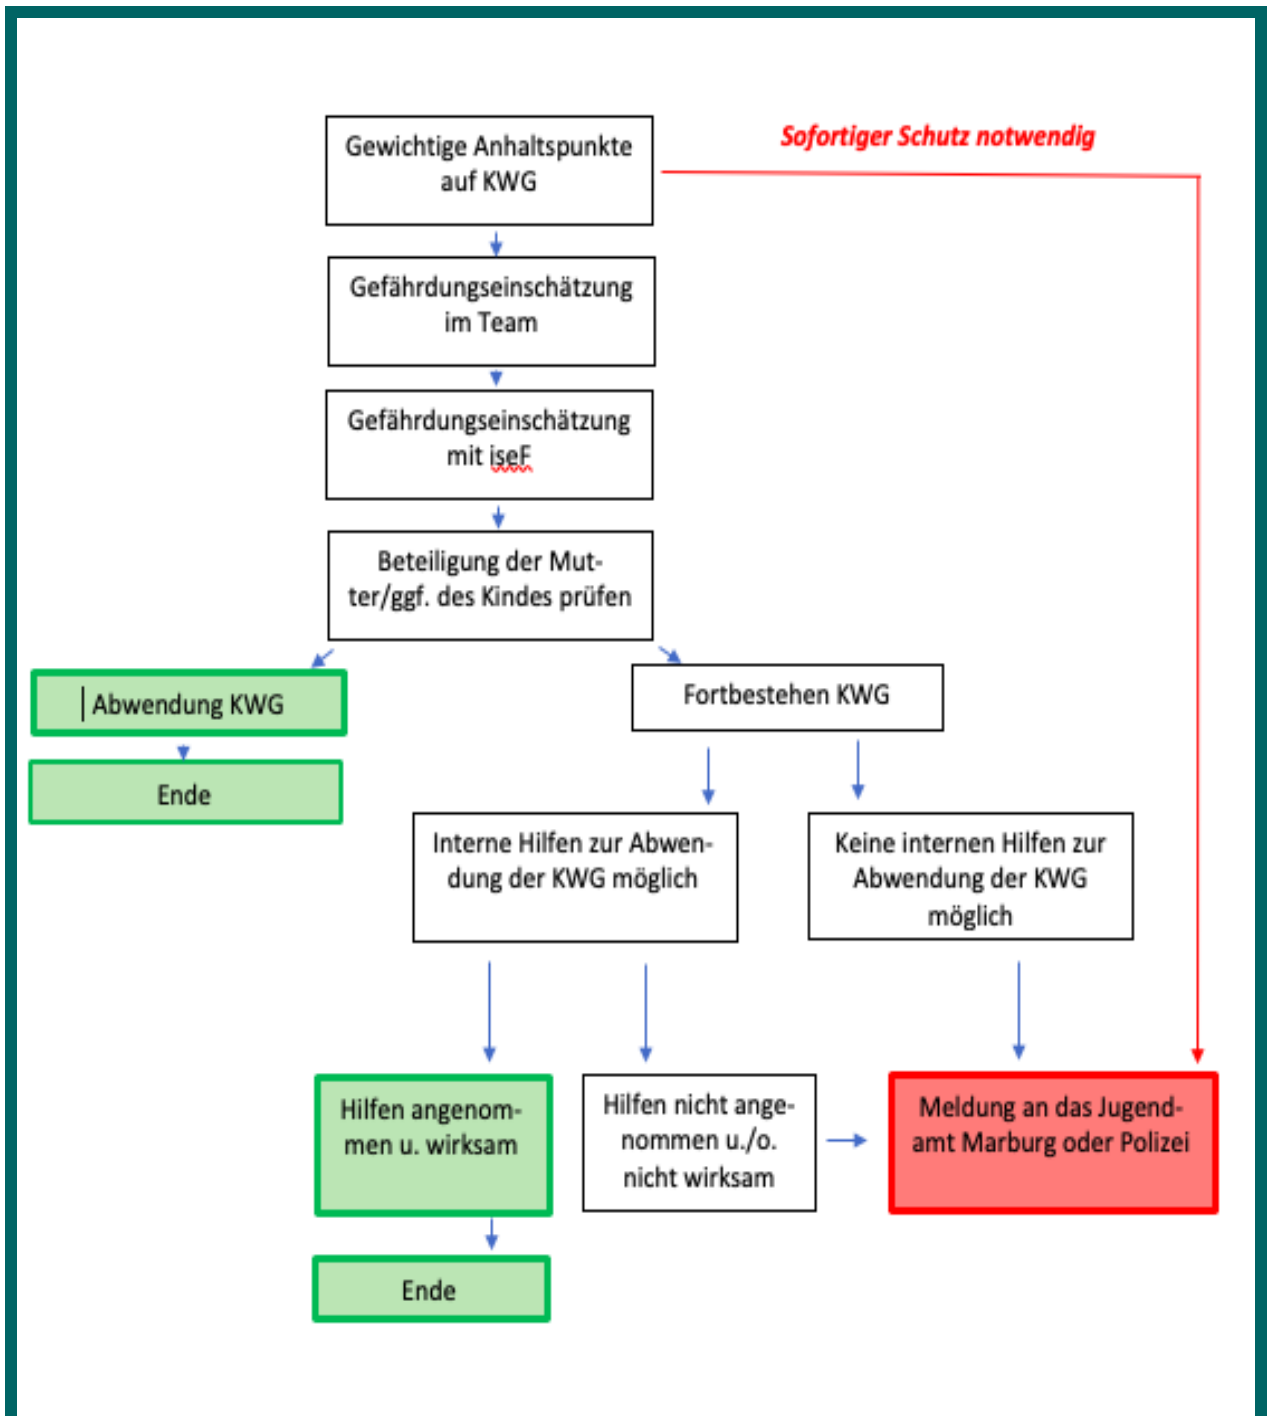 Gewichtige Anhaltspunkte
auf KWG
Sofortiger Schutz notwendig
Gefährdungseinschätzung
im Team
Gefährdungseinschätzung
mit iseF
Beteiligung der Mut-
ter/ggf. des Kindes prüfen
Abwendung KWG
Fortbestehen KWG
Ende
Interne Hilfen zur Abwen-
dung der KWG möglich
Keine internen Hilfen zur
Abwendung der KWG
möglich
Hilfen angenom-
men u. wirksam
Hilfen nicht ange-
nommen u./o.
nicht wirksam
Meldung an das Jugend-
amt Marburg oder Polizei
Ende